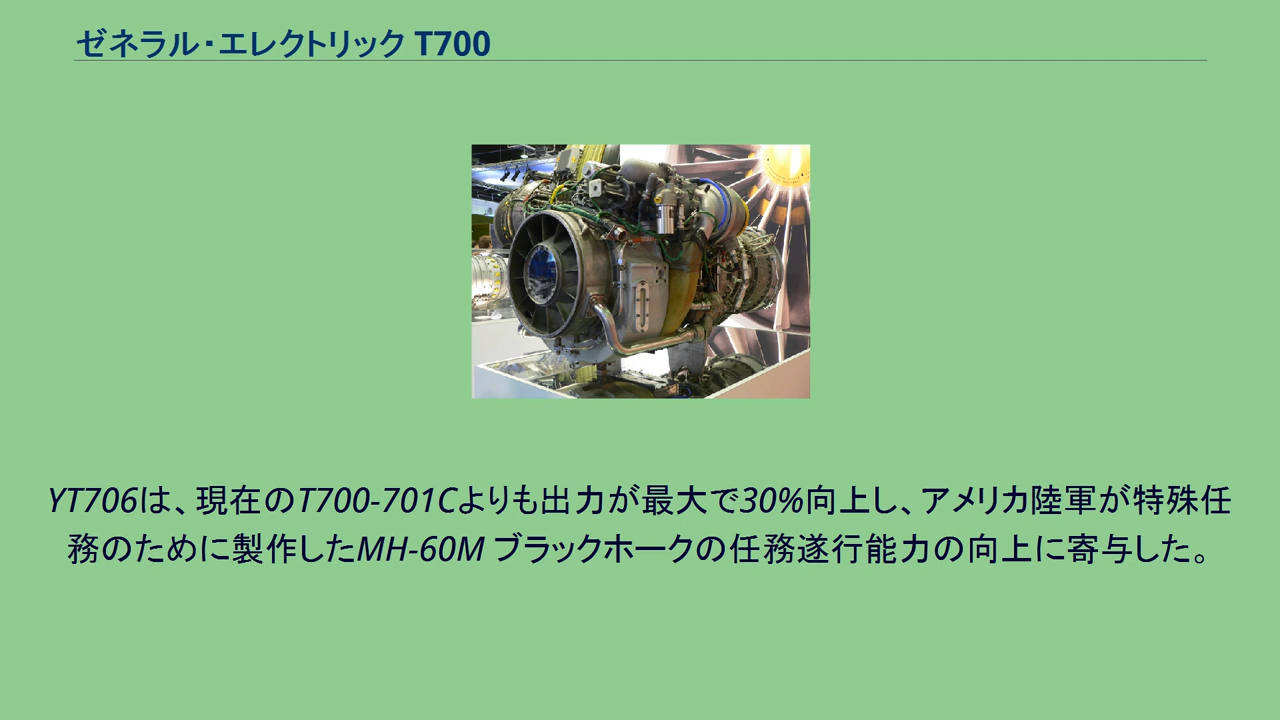 ゼネラル・エレクトリック T700
YT706は、現在のT700-701Cよりも出力が最大で30%向上し、アメリカ陸軍が特殊任
務のために製作したMH-60M ブラックホークの任務遂行能力の向上に寄与した。